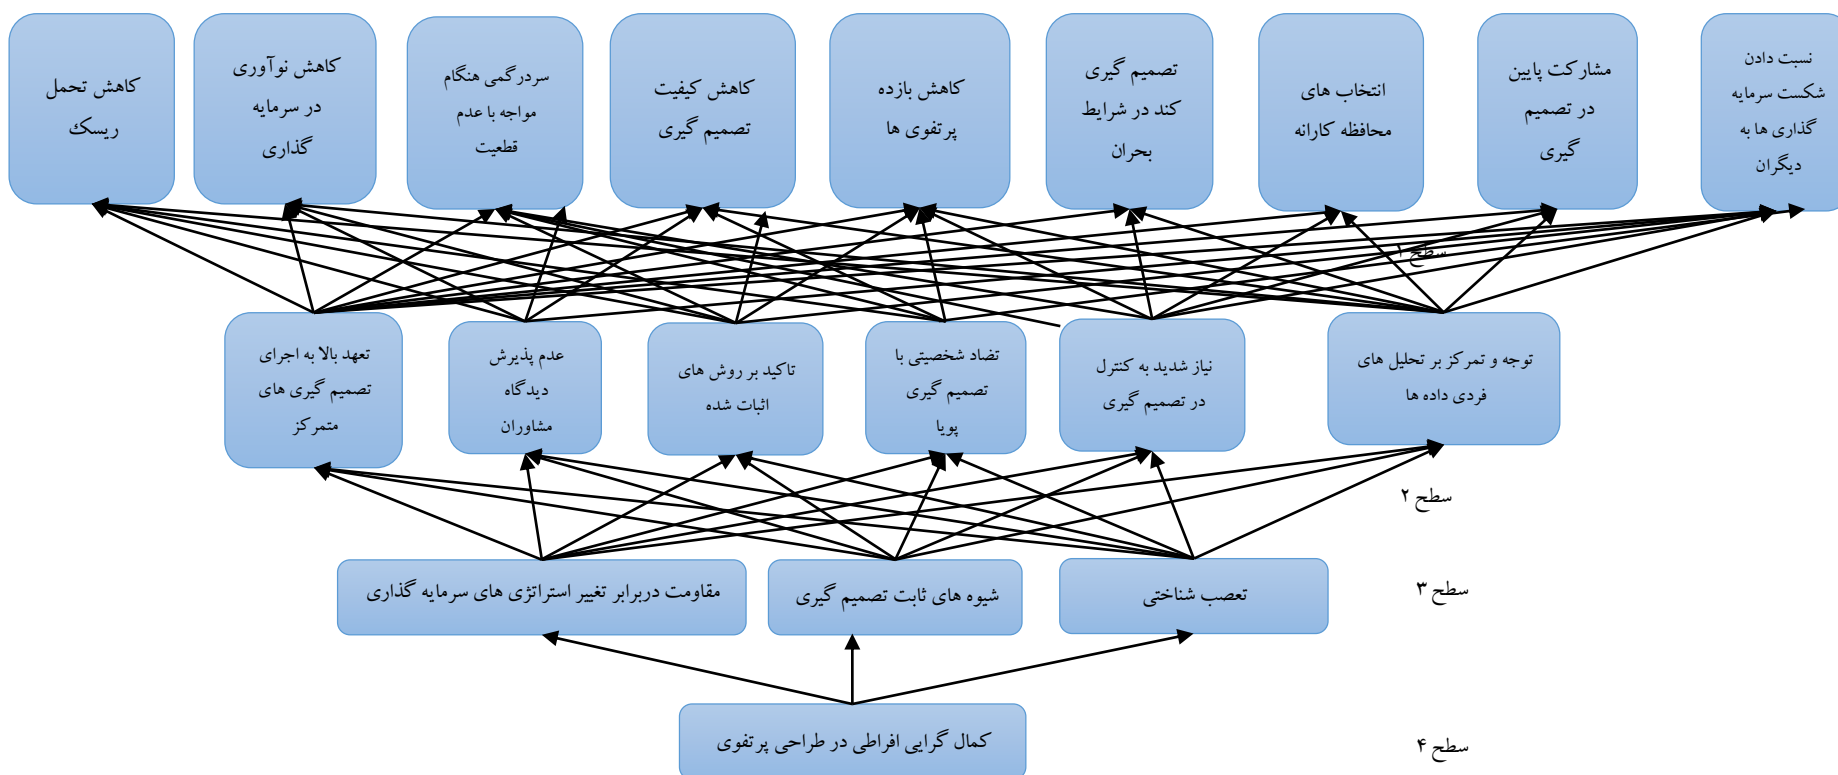 نسبت دادن
شکست سرمایه
گذاری ها به
دیگران
مشارکت پایین
در تصمیم
گیری
انتخاب های
محافظه کارانه
تصمیم گیری
کند در شرایط
بحران
کاهش بازده
پرتفوی ها
کاهش کیفیت
تصمیم گیری
سردرگمی هنگام
مواجه با عدم
قطعیت
کاهش نوآوری
در سرمایه
گذاری
کاهش تحمل
ریسک
سطح ۱
توجه و تمرکز بر تحلیل های
فردی داده ها
نیاز شدید به کنترل
در تصمیم گیری
تضاد شخصیتی با
تصمیم گیری
پویا
تاکید بر روش های
اثبات شده
عدم پذیرش
دیدگاه
مشاوران
تعهد بالا به اجرای
تصمیم گیری های
متمرکز
سطح ۲
سطح ۳
تعصب شناختی
شیوه های ثابت تصمیم گیری
مقاومت دربرابر تغییر استراتژی های سرمایه گذاری
سطح ۴
کمال گرایی افراطی در طراحی پرتفوی